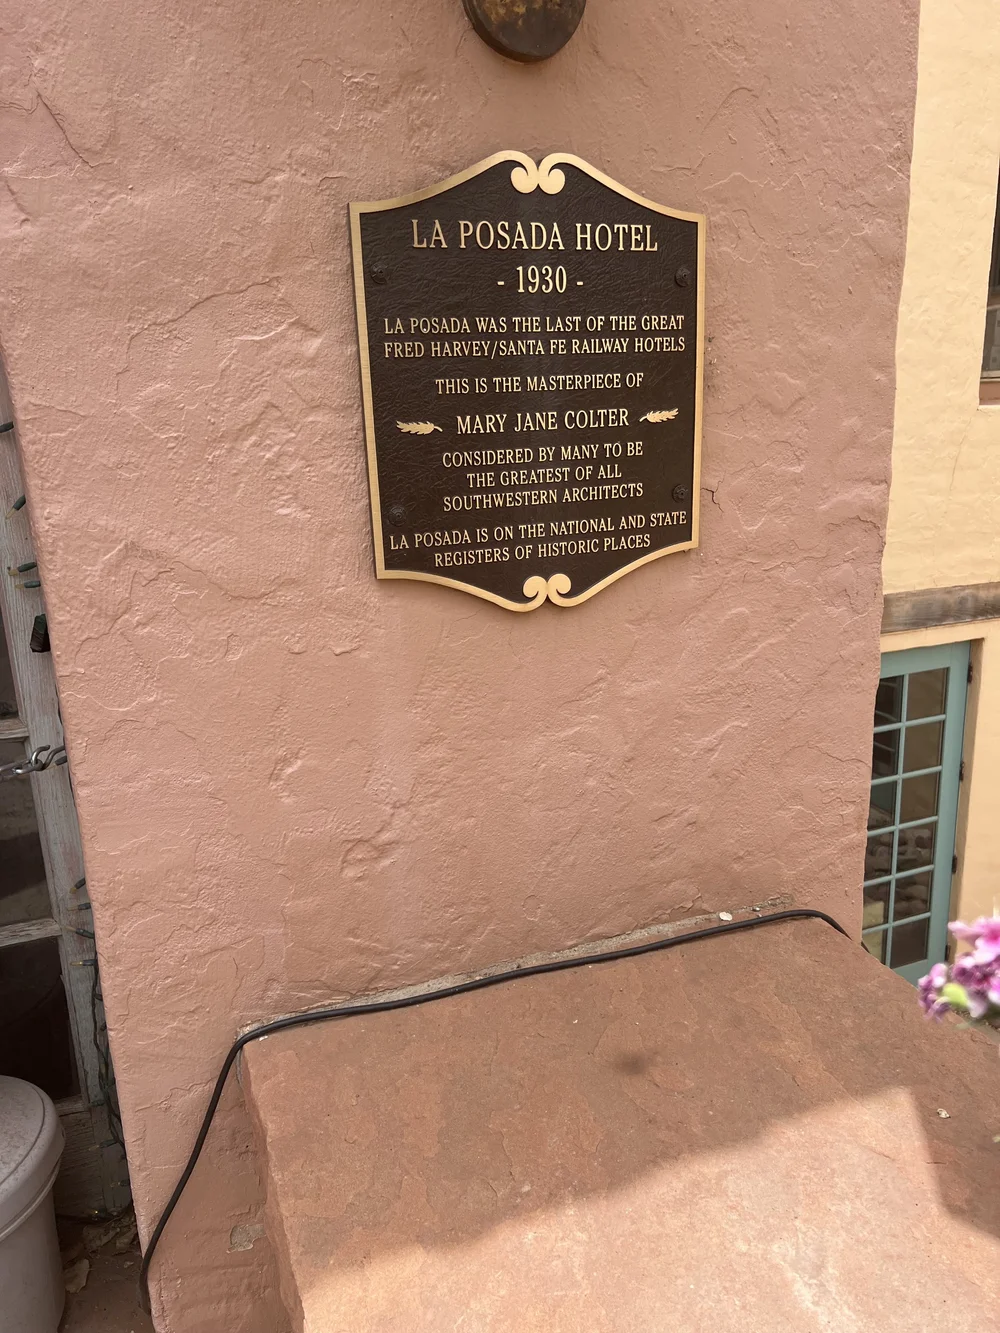 LA POSADA HOTEL
- 1930 -
LA POSADA WAS THE LAST OF THE GREAT
FRED HARVEY/SANTA FE RAILWAY HOTELS
THIS IS THE MASTERPIECE OF
MARY JANE COLTER
CONSIDERED BY MANY TO BE
THE GREATEST OF ALL
SOUTHWESTERN ARCHITECTS
LA POSADA IS ON THE NATIONAL AND STATE
REGISTERS OF HISTORIC PLACES